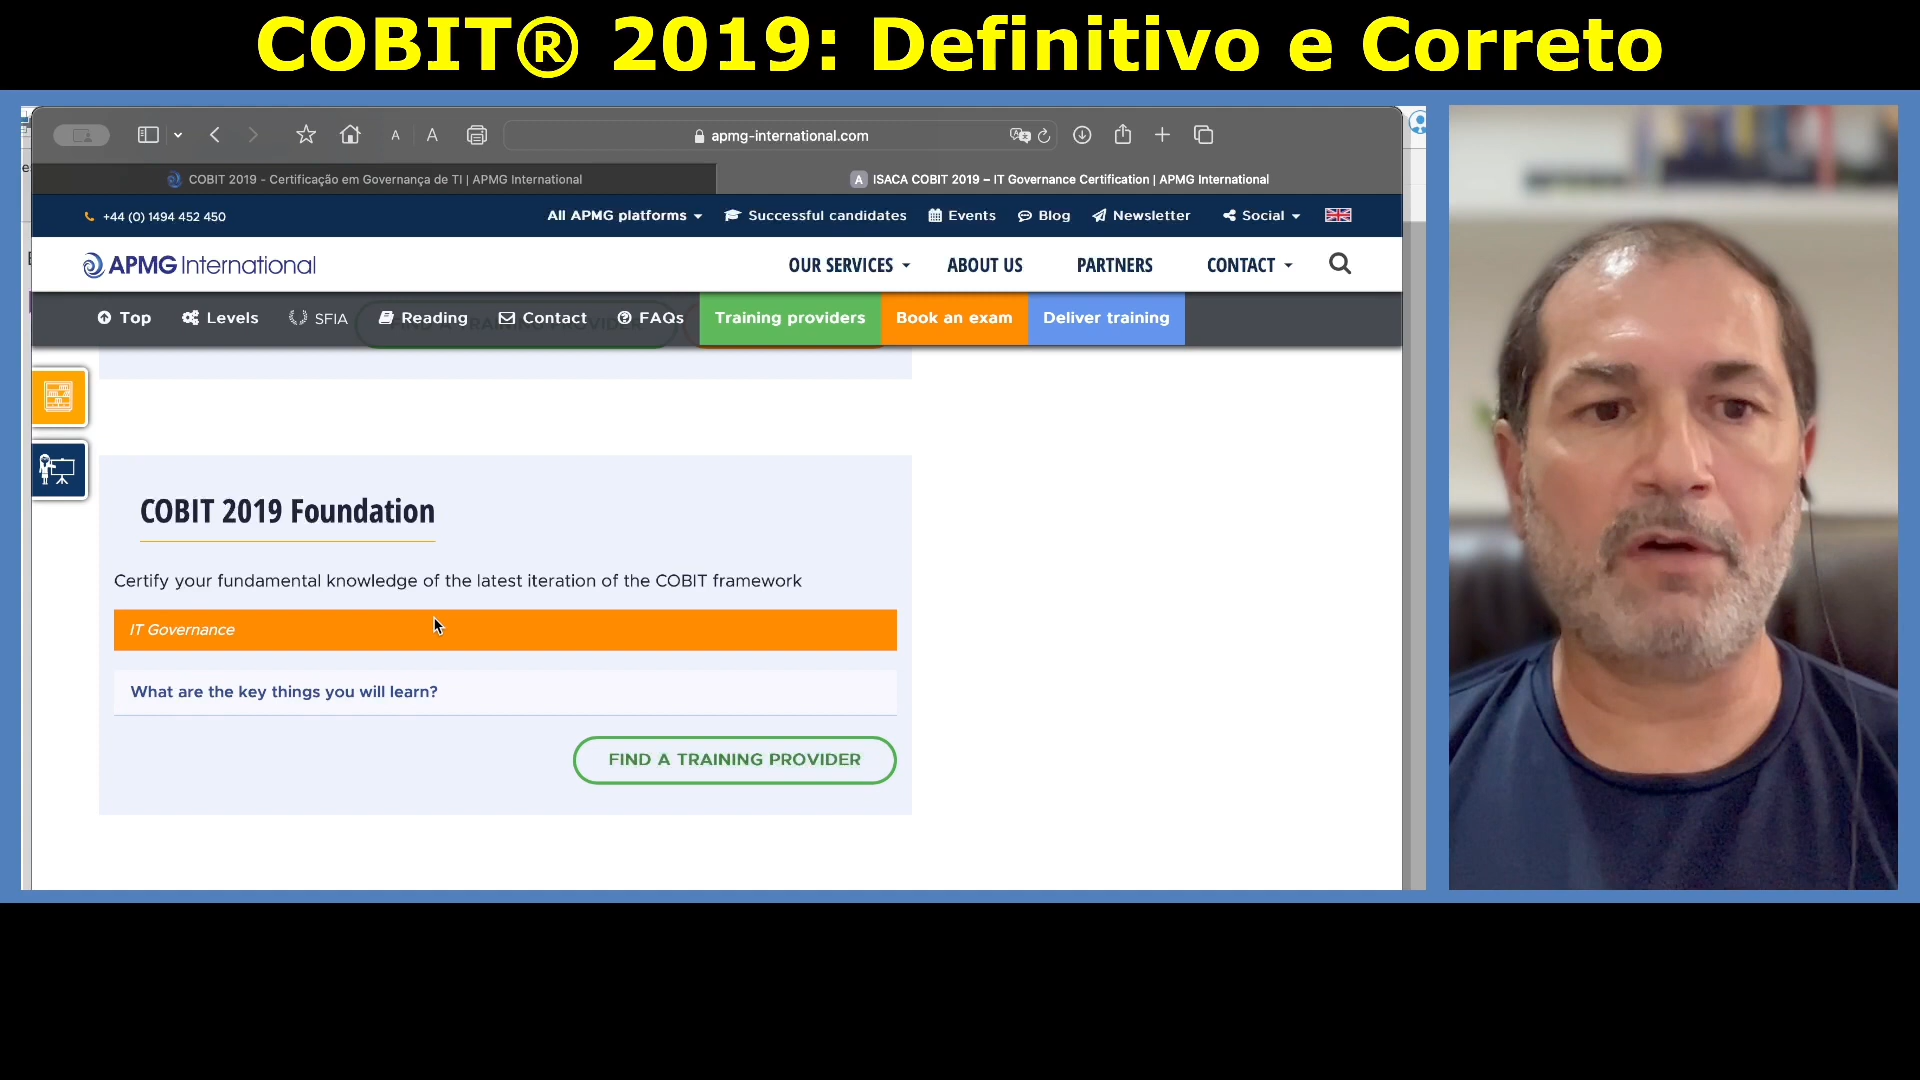 COBIT® 2019: Definitivo e Correto
A A apmg-international.com
COBIT 2019 - Certificação em Governança de TI | APMG International
A ISACA COBIT 2019 – IT Governance Certification | APMG International
+44 (0) 1494 452 450 All APMG platforms Successful candidates Events Blog Newsletter Social
APMG International OUR SERVICES ABOUT US PARTNERS CONTACT
Top Levels SFIA Reading Contact FAQs Training providers Book an exam Deliver training
COBIT 2019 Foundation
Certify your fundamental knowledge of the latest iteration of the COBIT framework
IT Governance
What are the key things you will learn?
FIND A TRAINING PROVIDER